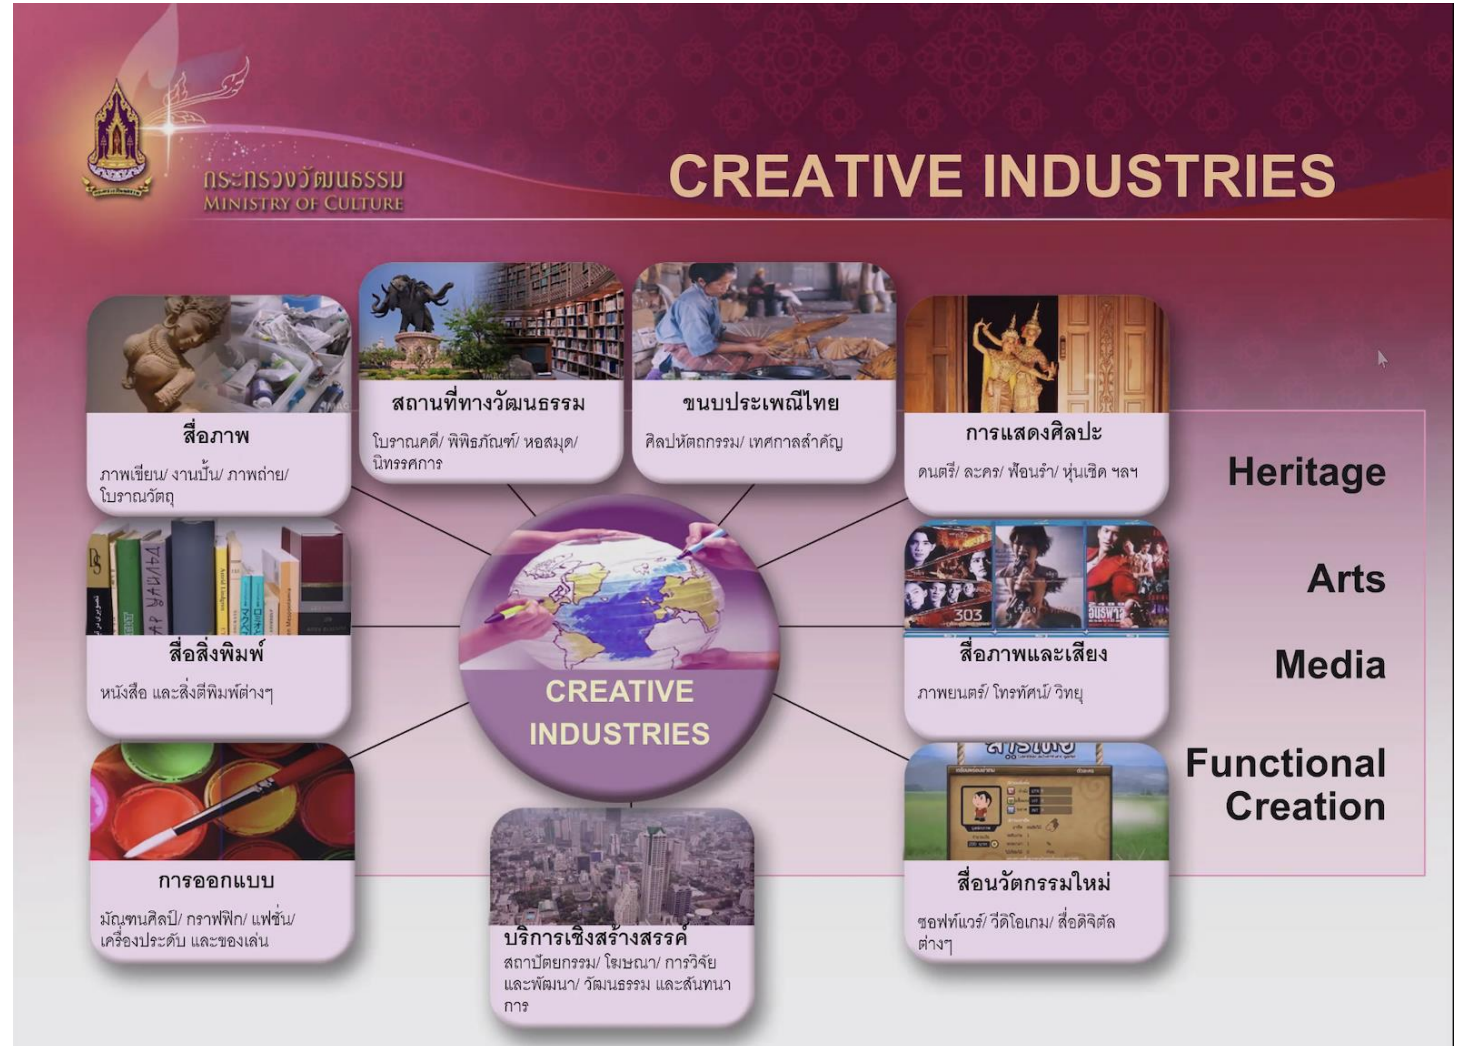 กระทรวงวัฒนธรรม
MINISTRY OF CULTURE
CREATIVE INDUSTRIES
สื่อภาพ
ภาพเขียน/ งานปั้น/ ภาพถ่าย/
โบราณวัตถุ
สถานที่ทางวัฒนธรรม
โบราณคดี/ พิพิธภัณฑ์/ หอสมุด/
นิทรรศการ
ขนบประเพณีไทย
ศิลปหัตถกรรม/ เทศกาลสำคัญ
การแสดงศิลปะ
ดนตรี/ ละคร/ ฟ้อนรำ/ หุ่นเชิด ฯลฯ
Heritage
Arts
Media
Functional
Creation
สื่อสิ่งพิมพ์
หนังสือ และสิ่งตีพิมพ์ต่างๆ
CREATIVE
INDUSTRIES
303
สื่อภาพและเสียง
ภาพยนตร์/ โทรทัศน์/ วิทยุ
การออกแบบ
มัณฑนศิลป์/ กราฟฟิก/ แฟชั่น/
เครื่องประดับ และของเล่น
บริการเชิงสร้างสรรค์
สถาปัตยกรรม/ โฆษณา/ การวิจัย
และพัฒนา/ วัฒนธรรม และสันทนา
การ
สื่อนวัตกรรมใหม่
ซอฟท์แวร์/ วีดิโอเกม/ สื่อดิจิตัล
ต่างๆ